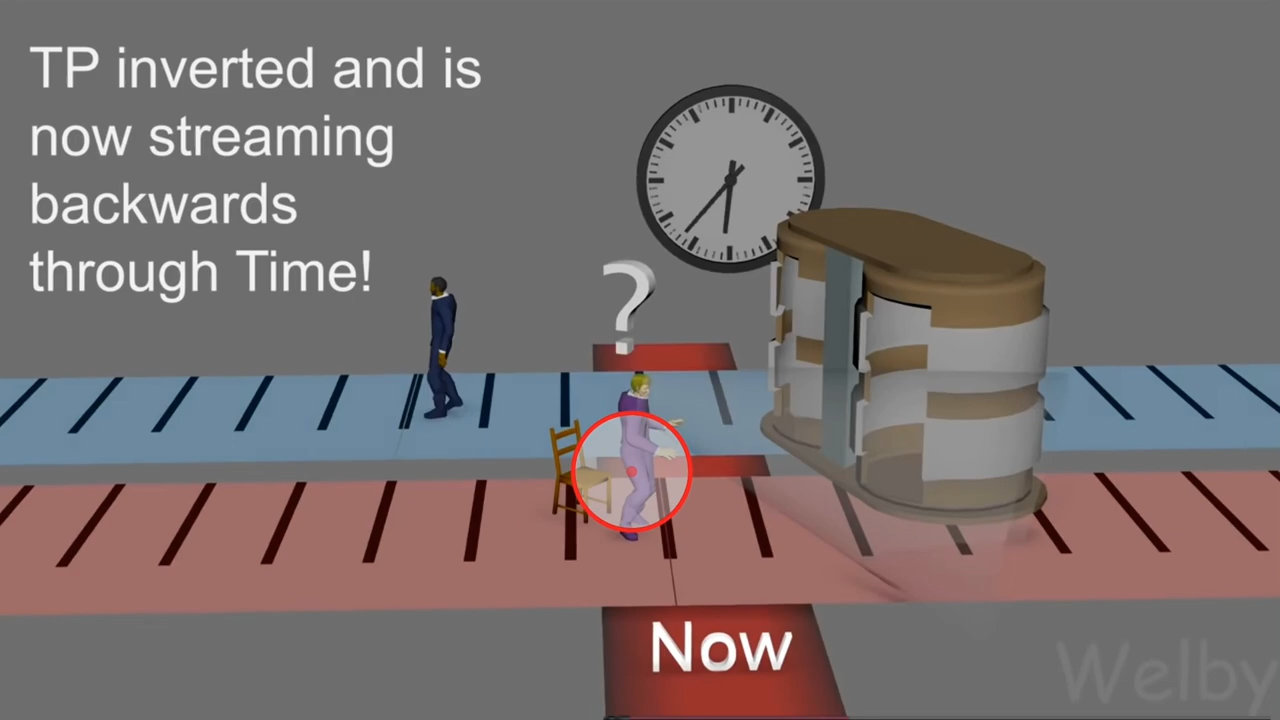 TP inverted and is
now streaming
backwards
through Time!
?
Now
Welby